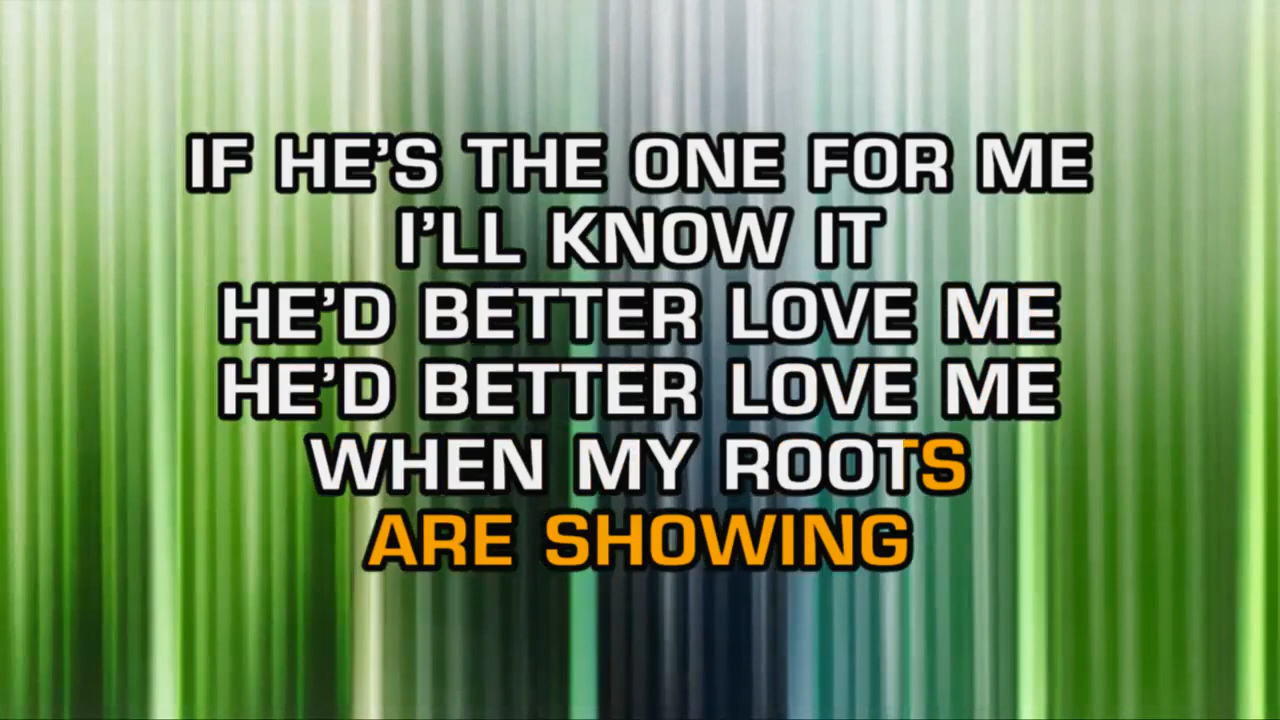 IF HE’S THE ONE FOR ME
I’LL KNOW IT
HE’D BETTER LOVE ME
HE’D BETTER LOVE ME
WHEN MY ROOTS
ARE SHOWING